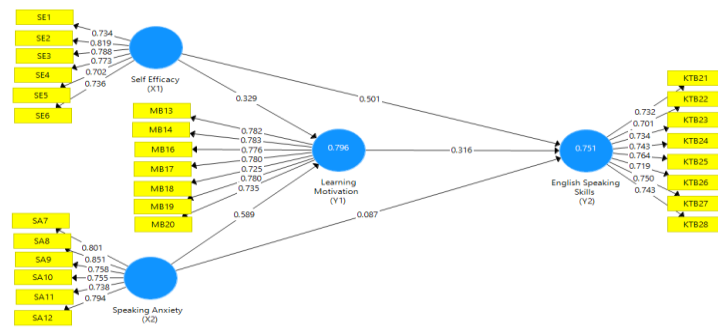 SE1
SE2
SE3
SE4
SE5
SE6
0.734
0.819
0.788
0.773
0.702
0.736
Self Efficacy
(X1)
0.329
0.501
MB13
MB14
MB16
MB17
MB18
MB19
MB20
0.782
0.783
0.776
0.780
0.725
0.780
0.735
0.796
Learning
Motivation
(Y1)
0.316
0.589
0.087
0.751
English Speaking
Skills
(Y2)
0.732
0.701
0.734
0.743
0.764
0.719
0.750
0.743
KTB21
KTB22
KTB23
KTB24
KTB25
KTB26
KTB27
KTB28
SA7
SA8
SA9
SA10
SA11
SA12
0.801
0.851
0.758
0.755
0.738
0.794
Speaking Anxiety
(X2)